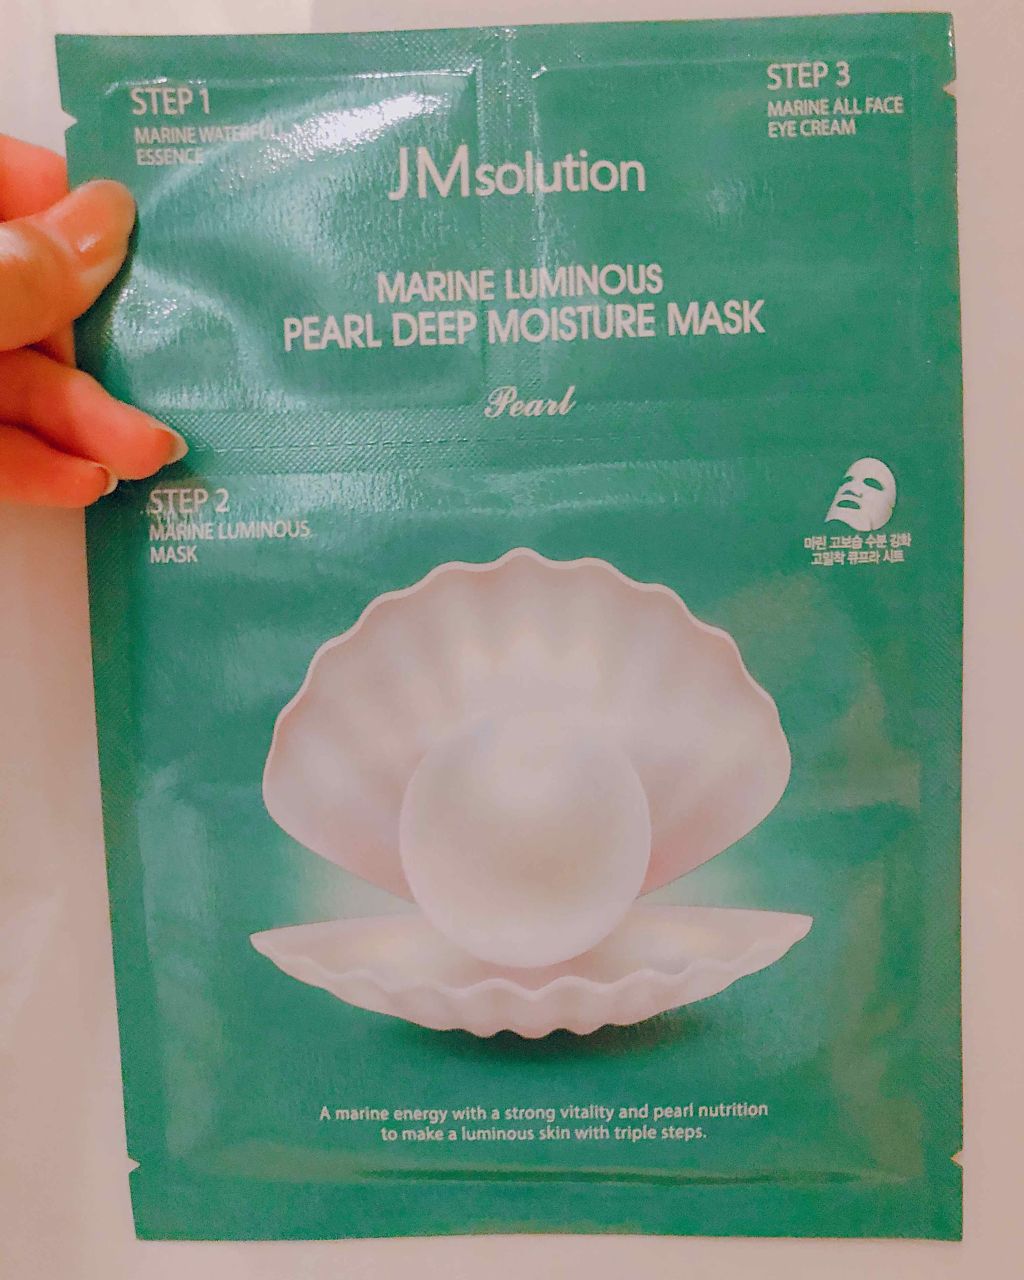 STEP 1
MARINE WATERFULL
ESSENCE
STEP 3
MARINE ALL FACE
EYE CREAM
JMsolution
MARINE LUMINOUS
PEARL DEEP MOISTURE MASK
Pearl
STEP 2
MARINE LUMINOUS
MASK
마린 고보습 수분 강화
고밀착 큐프라 시트
A marine energy with a strong vitality and pearl nutrition
to make a luminous skin with triple steps.